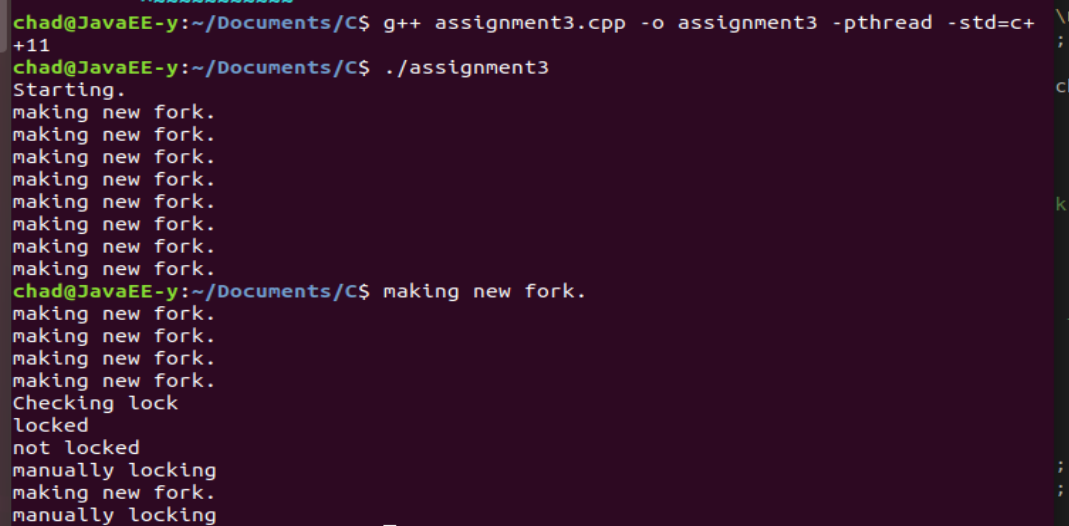 chad@JavaEE-y:~/Documents/C$ g++ assignment3.cpp -o assignment3 -pthread -std=c+
+11
chad@JavaEE-y:~/Documents/C$ ./assignment3
Starting.
making new fork.
making new fork.
making new fork.
making new fork.
making new fork.
making new fork.
making new fork.
making new fork.
chad@JavaEE-y:~/Documents/C$ making new fork.
making new fork.
making new fork.
making new fork.
making new fork.
Checking lock
locked
not locked
manually locking
making new fork.
manually locking